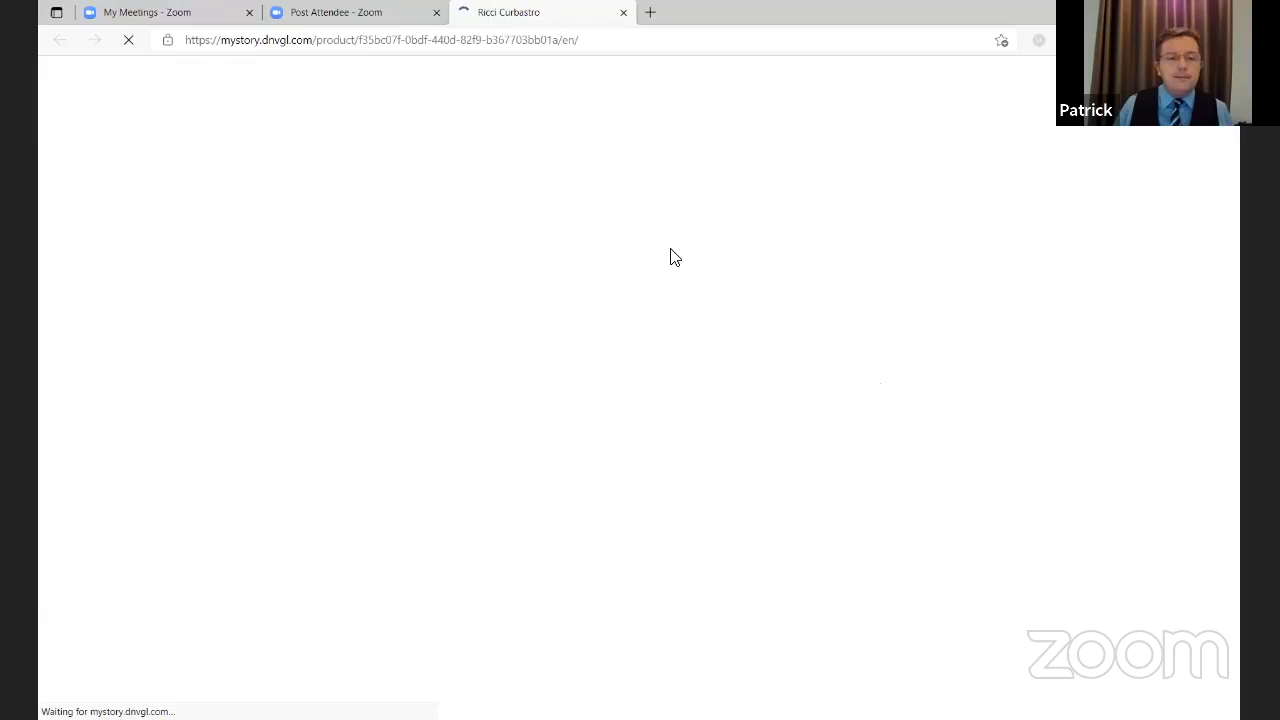 My Meetings - Zoom
Post Attendee - Zoom
Ricci Curbastro
https://mystory.dnvgl.com/product/f35bc07f-0bdf-440d-82f9-b367703bb01a/en/
Patrick
zoom
Waiting for mystory.dnvgl.com...